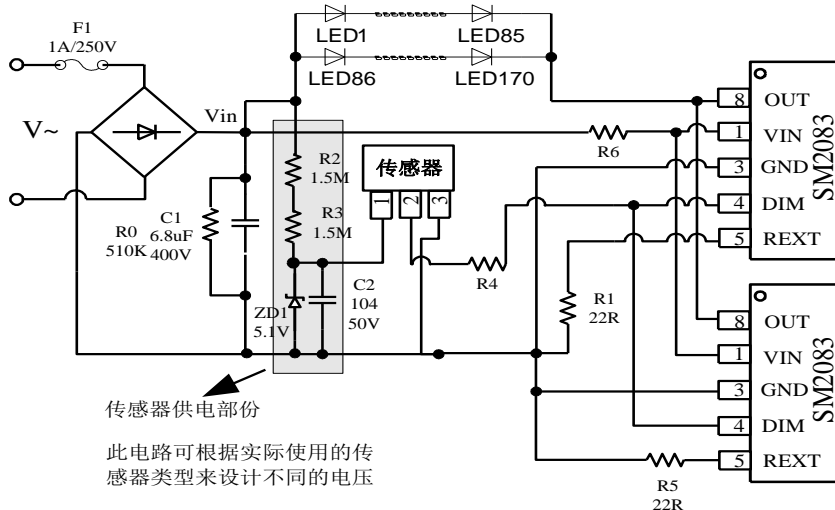 F1
1A/250V
LED1
LED85
LED86
LED170
V~
Vin
R2
1.5M
R3
1.5M
传感器
1
2
3
R6
R4
R0
510K
C1
6.8uF
400V
ZD1
5.1V
C2
104
50V
R1
22R
8 OUT
1 VIN
3 GND
4 DIM
5 REXT
SM2083
8 OUT
1 VIN
3 GND
4 DIM
5 REXT
SM2083
R5
22R
传感器供电部份
此电路可根据实际使用的传
感器类型来设计不同的电压